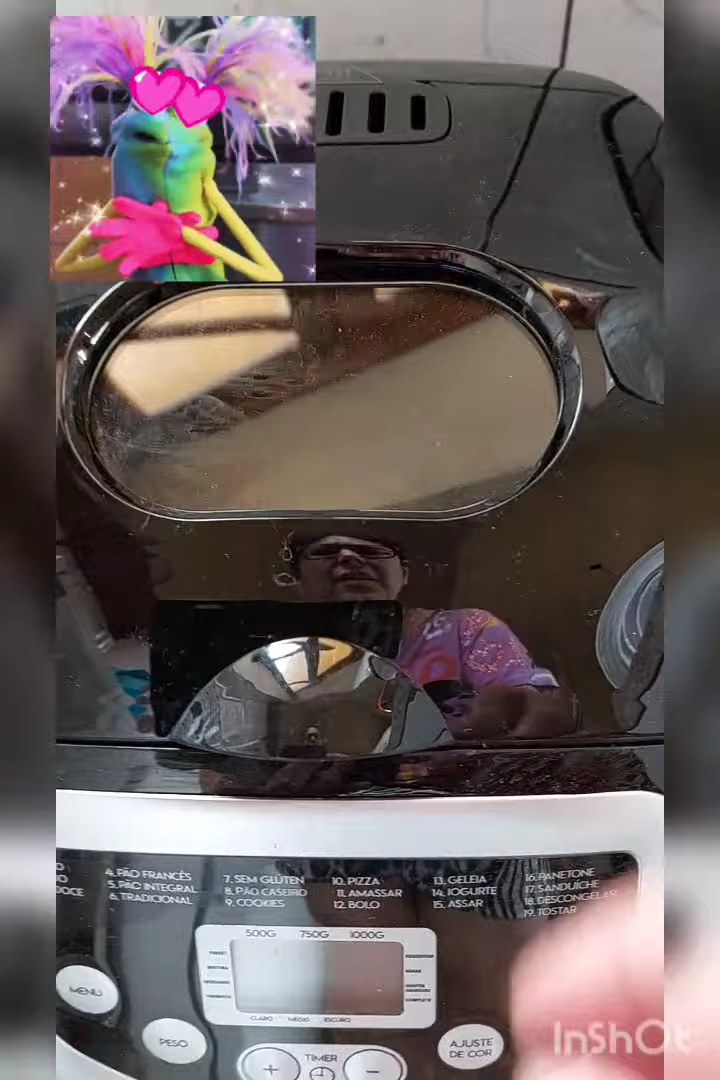 4. PÃO FRANCÊS
5. PÃO INTEGRAL
6. TRADICIONAL
7. SEM GLÚTEN
8. PÃO CASEIRO
9. COOKIES
10. PIZZA
11. AMASSAR
12. BOLO
13. GELEIA
14. IOGURTE
15. ASSAR
16. PANETONE
17. SANDUÍCHE
18. DESCONGELAR
19. TOSTAR
500G 750G 1000G
CLARO MÉDIO ESCURO
MENU
PESO
TIMER
+ −
AJUSTE
DE COR
InShOt